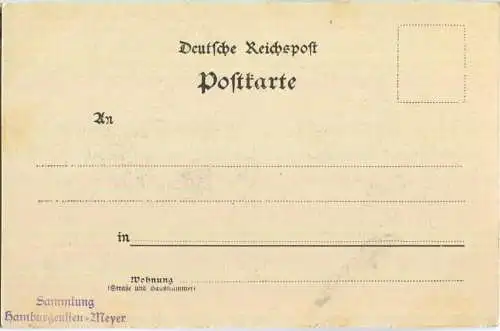 Deutsche Reichspost
Postkarte
An
in
Wohnung
(Straße und Hausnummer)
Sammlung
Hamburgensien-Meyer